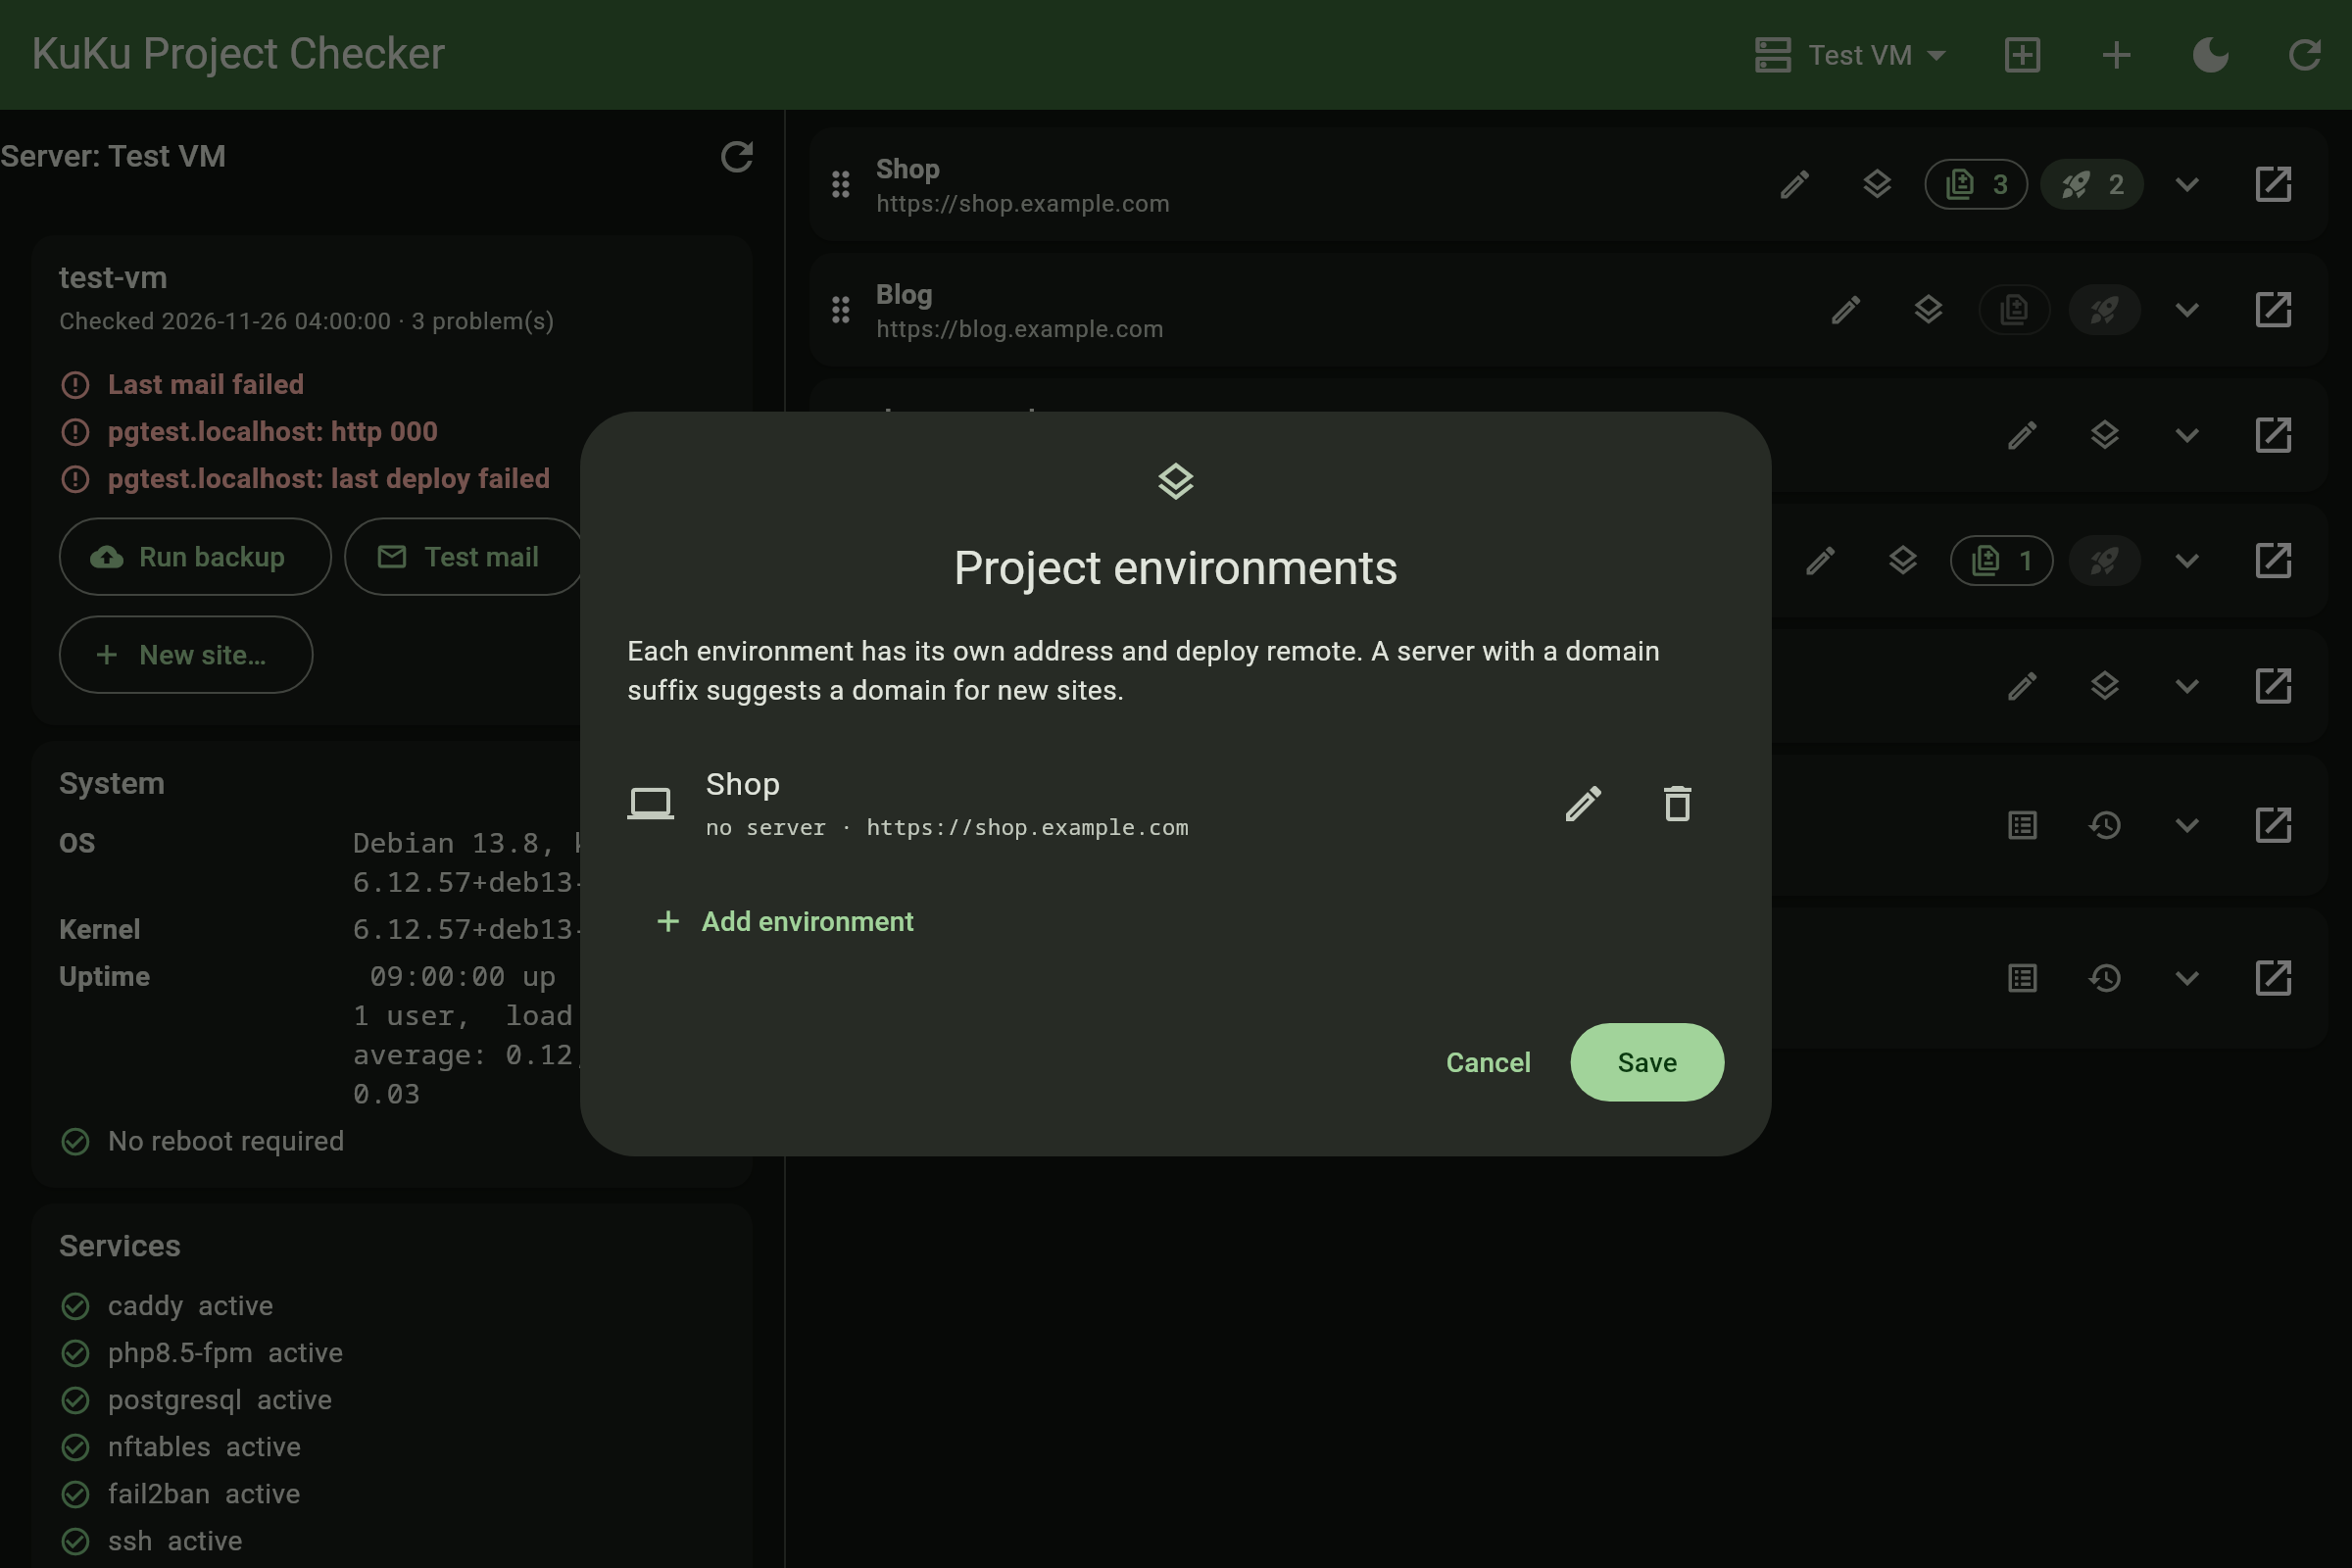 KuKu Project Checker
Test VM
Server: Test VM
test-vm
Checked 2026-11-26 04:00:00 · 3 problem(s)
Last mail failed
pgtest.localhost: http 000
pgtest.localhost: last deploy failed
Run backup
Test mail
New site...
System
OS
Debian 13.8,
6.12.57+deb13-
Kernel
6.12.57+deb13-
Uptime
09:00:00 up
1 user, load
average: 0.12,
0.03
No reboot required
Services
caddy active
php8.5-fpm active
postgresql active
nftables active
fail2ban active
ssh active
Shop
https://shop.example.com
3
2
Blog
https://blog.example.com
1
Project environments
Each environment has its own address and deploy remote. A server with a domain
suffix suggests a domain for new sites.
Shop
no server · https://shop.example.com
Add environment
Cancel
Save